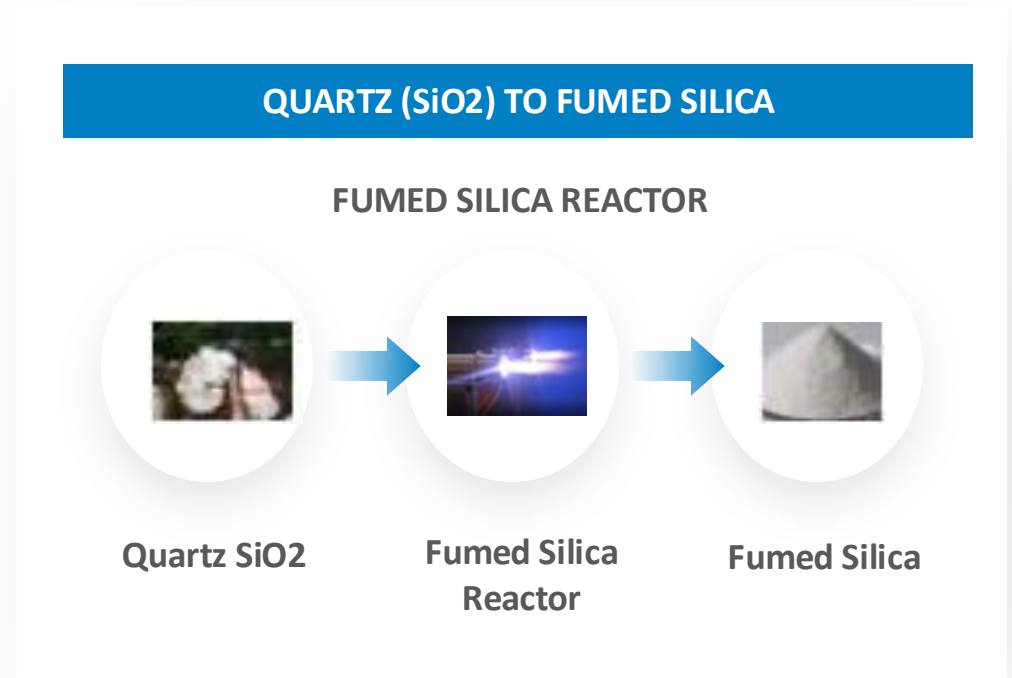 QUARTZ (SiO2) TO FUMED SILICA
FUMED SILICA REACTOR
Quartz SiO2
Fumed Silica
Reactor
Fumed Silica